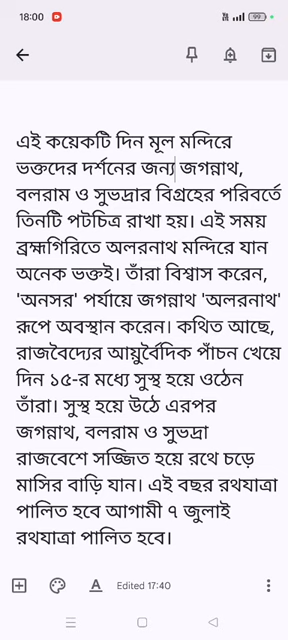 18:00
99
এই কয়েকটি দিন মূল মন্দিরে
ভক্তদের দর্শনের জন্য জগন্নাথ,
বলরাম ও সুভদ্রার বিগ্রহের পরিবর্তে
তিনটি পটচিত্র রাখা হয়। এই সময়
ব্রহ্মগিরিতে অলরনাথ মন্দিরে যান
অনেক ভক্তই। তাঁরা বিশ্বাস করেন,
'অনসর' পর্যায়ে জগন্নাথ 'অলরনাথ'
রূপে অবস্থান করেন। কথিত আছে,
রাজবৈদ্যের আয়ুর্বৈদিক পাঁচন খেয়ে
দিন ১৫-র মধ্যে সুস্থ হয়ে ওঠেন
তাঁরা। সুস্থ হয়ে উঠে এরপর
জগন্নাথ, বলরাম ও সুভদ্রা
রাজবেশে সজ্জিত হয়ে রথে চড়ে
মাসির বাড়ি যান। এই বছর রথযাত্রা
পালিত হবে আগামী ৭ জুলাই
রথযাত্রা পালিত হবে।
A Edited 17:40